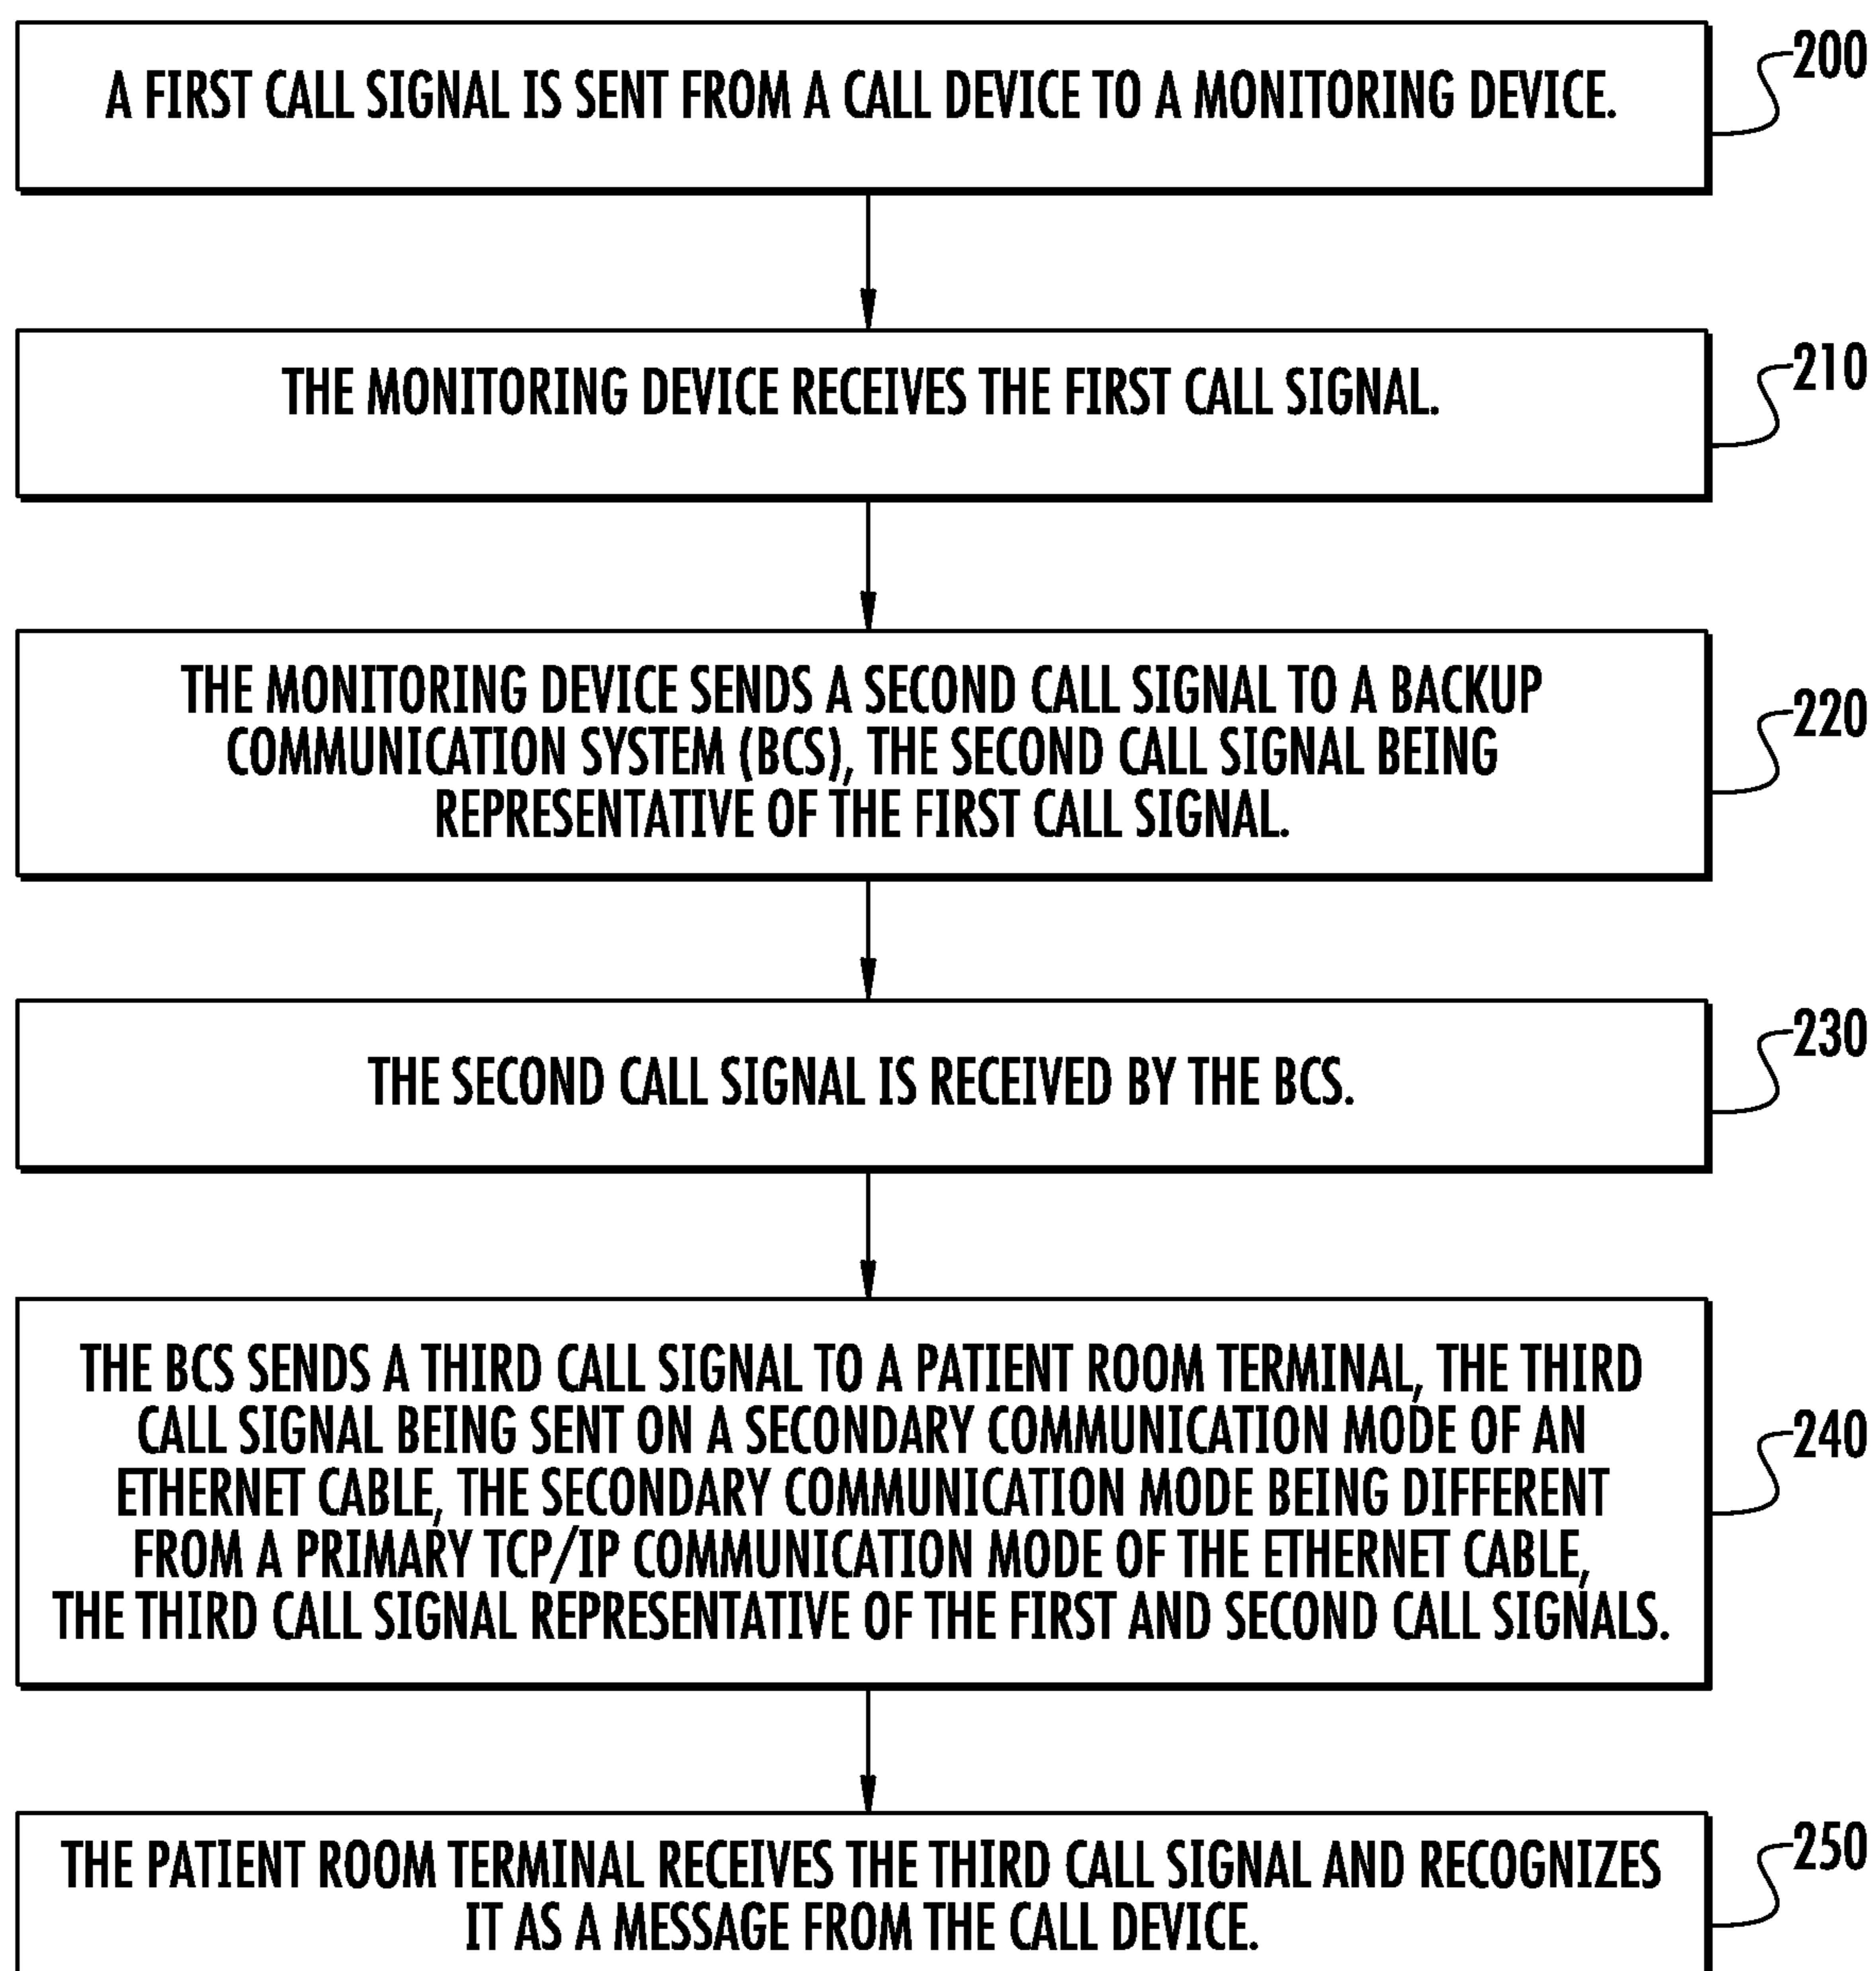 A FIRST CALL SIGNAL IS SENT FROM A CALL DEVICE TO A MONITORING DEVICE.
200
THE MONITORING DEVICE RECEIVES THE FIRST CALL SIGNAL.
210
THE MONITORING DEVICE SENDS A SECOND CALL SIGNAL TO A BACKUP
COMMUNICATION SYSTEM (BCS), THE SECOND CALL SIGNAL BEING
REPRESENTATIVE OF THE FIRST CALL SIGNAL.
220
THE SECOND CALL SIGNAL IS RECEIVED BY THE BCS.
230
THE BCS SENDS A THIRD CALL SIGNAL TO A PATIENT ROOM TERMINAL, THE THIRD
CALL SIGNAL BEING SENT ON A SECONDARY COMMUNICATION MODE OF AN
ETHERNET CABLE, THE SECONDARY COMMUNICATION MODE BEING DIFFERENT
FROM A PRIMARY TCP/IP COMMUNICATION MODE OF THE ETHERNET CABLE,
THE THIRD CALL SIGNAL REPRESENTATIVE OF THE FIRST AND SECOND CALL SIGNALS.
240
THE PATIENT ROOM TERMINAL RECEIVES THE THIRD CALL SIGNAL AND RECOGNIZES
IT AS A MESSAGE FROM THE CALL DEVICE.
250